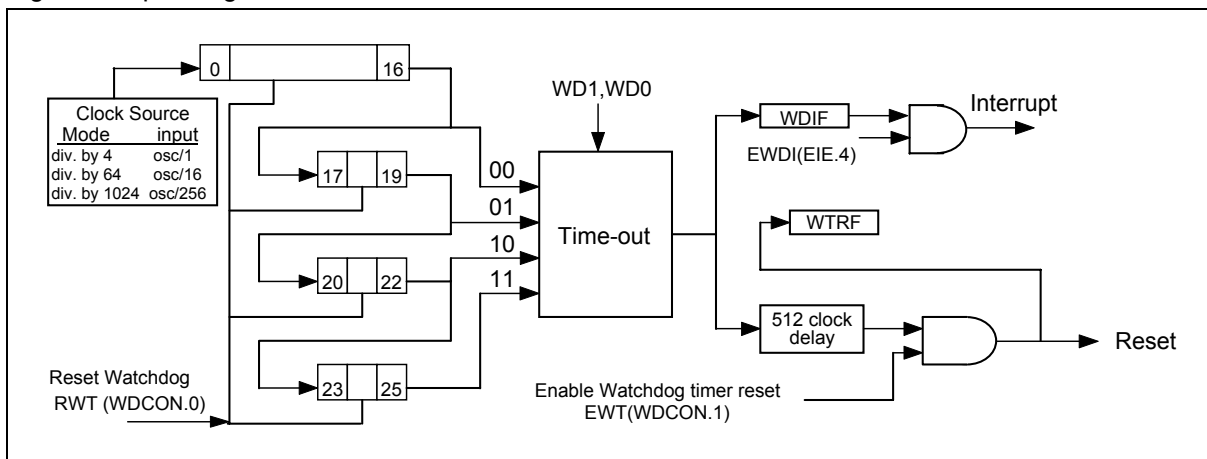 0 16
Clock Source
Mode input
div. by 4 osc/1
div. by 64 osc/16
div. by 1024 osc/256
17 19
20 22
23 25
Reset Watchdog
RWT (WDCON.0)
00
01
10
11
WD1,WD0
Time-out
WDIF
EWDI(EIE.4)
Interrupt
WTRF
512 clock
delay
Enable Watchdog timer reset
EWT(WDCON.1)
Reset